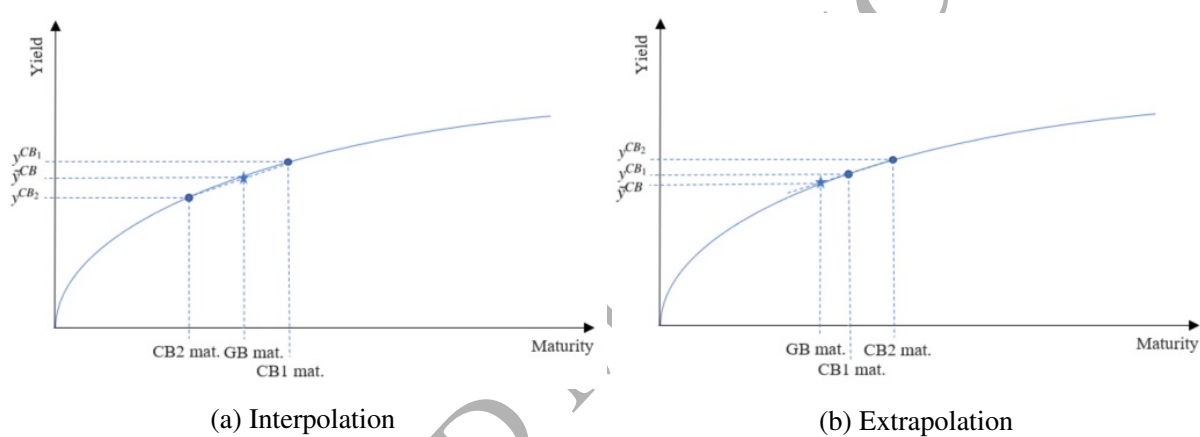 Yield
y^{CB_1}
ỹ^{CB}
y^{CB_2}
CB2 mat. GB mat.
CB1 mat.
Maturity
(a) Interpolation
Yield
y^{CB_2}
y^{CB_1}
ỹ^{CB}
GB mat. CB2 mat.
CB1 mat.
Maturity
(b) Extrapolation